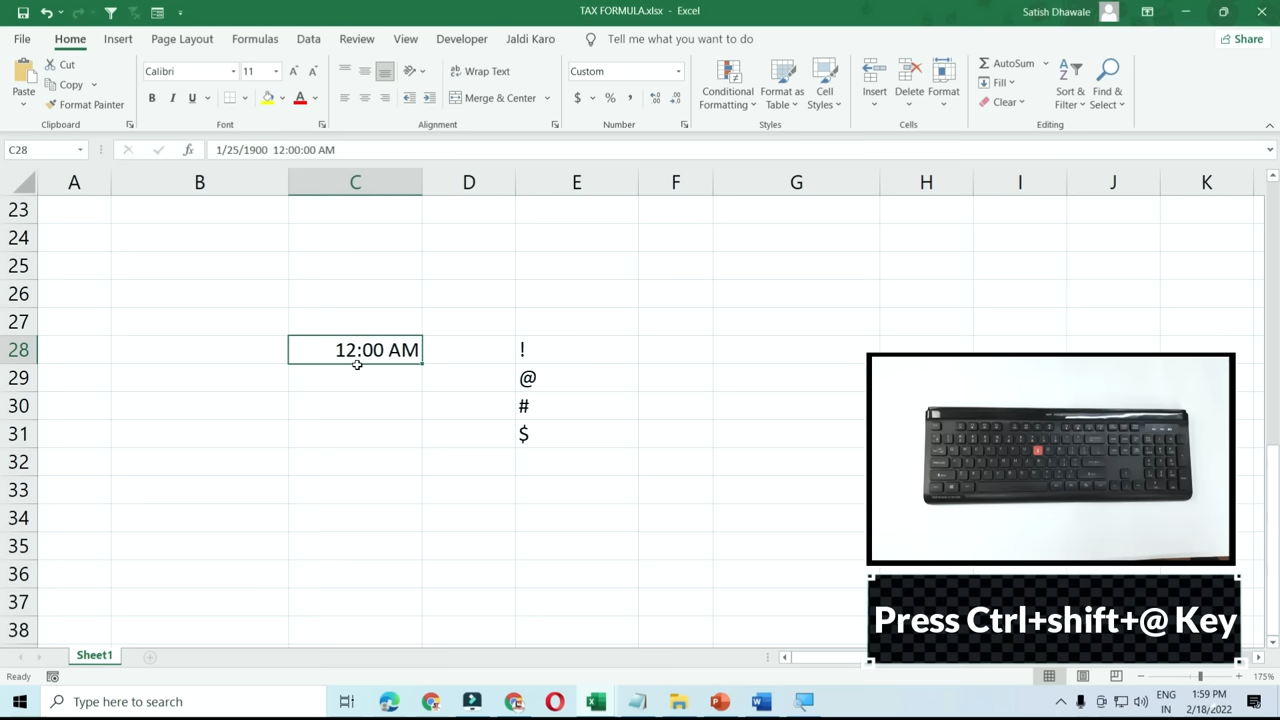 TAX FORMULA.xlsx - Excel
Satish Dhawale
File Home Insert Page Layout Formulas Data Review View Developer Jaldi Karo Tell me what you want to do Share
Paste
Cut
Copy
Format Painter
Clipboard
Calibri 11
B I U A
Font
Wrap Text
Merge & Center
Alignment
Custom
$ % ,
Number
Conditional Formatting
Format as Table
Cell Styles
Styles
Insert Delete Format
Cells
AutoSum
Fill
Clear
Sort & Filter
Find & Select
Editing
C28 fx 1/25/1900 12:00:00 AM
A B C D E F G H I J K
23
24
25
26
27
28 12:00 AM !
29 @
30 #
31 $
32
33
34
35
36
37
38
Press Ctrl+shift+@ Key
Sheet1
Ready 175%
Type here to search
ENG
IN
1:59 PM
2/18/2022